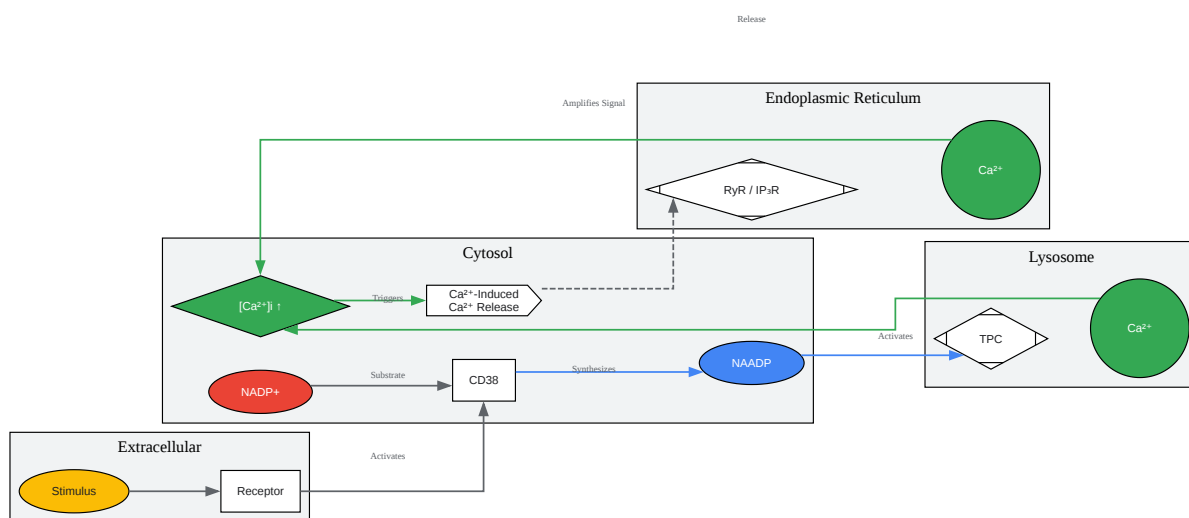 Release
Endoplasmic Reticulum
Amplifies Signal
Ca²⁺
RyR / IP₃R
Cytosol
Lysosome
[Ca²⁺]i ↑
Triggers
Ca²⁺-Induced
Ca²⁺ Release
Ca²⁺
TPC
Activates
NAADP
Substrate
Synthesizes
CD38
NADP+
Extracellular
Activates
Stimulus
Receptor